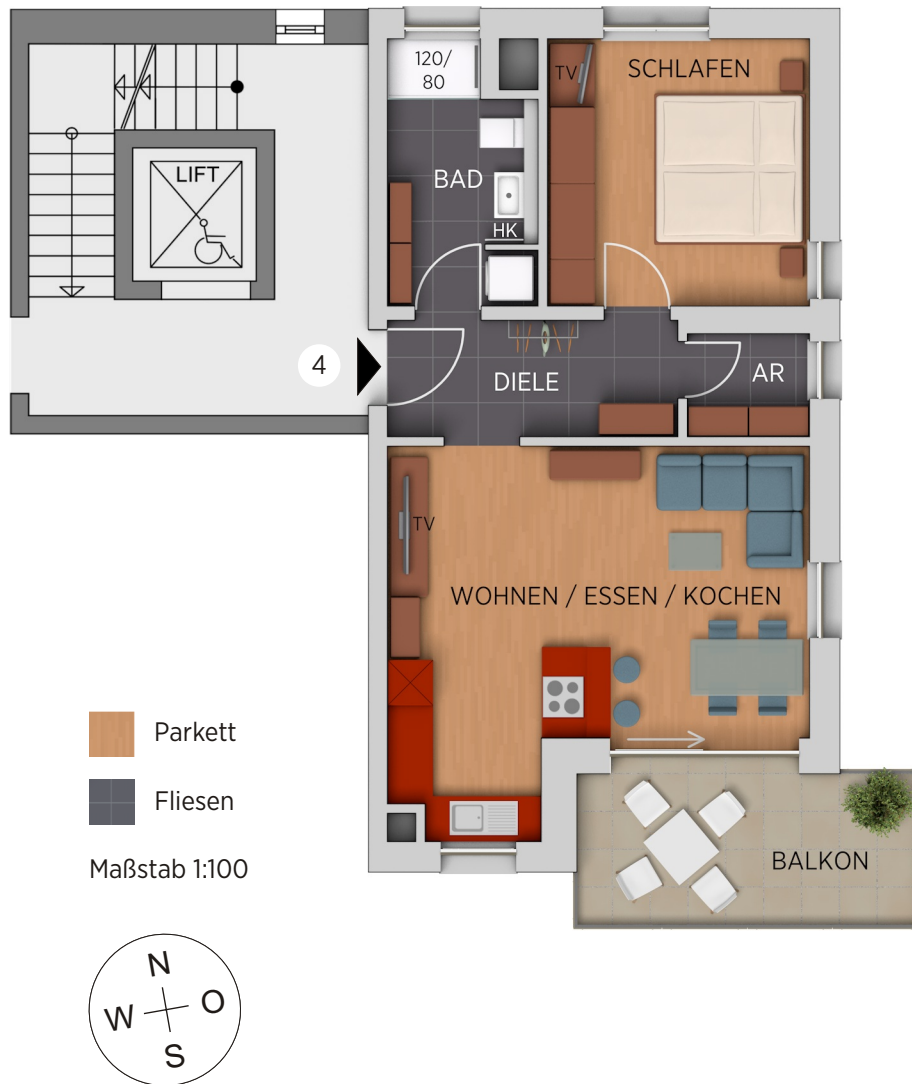 120/
80
TV
SCHLAFEN
LIFT
BAD
HK
4
DIELE
AR
TV
WOHNEN / ESSEN / KOCHEN
Parkett
Fliesen
Maßstab 1:100
BALKON
N
W
O
S